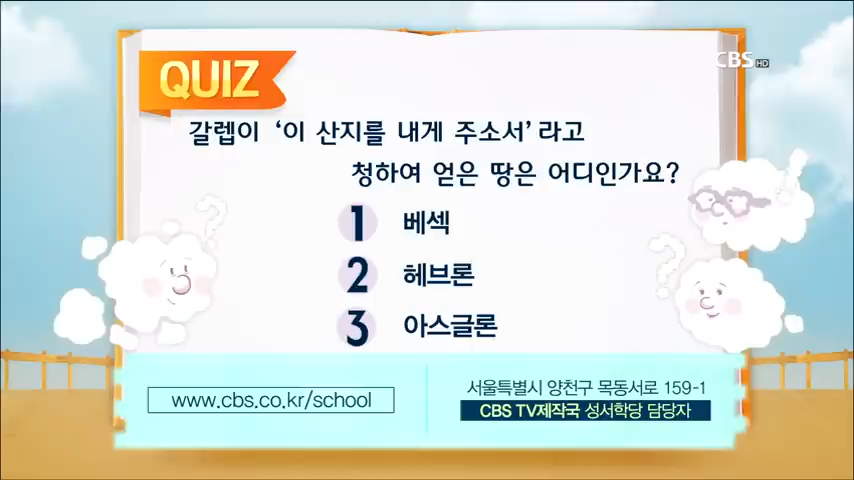 CBS HD
QUIZ
갈렙이 ‘이 산지를 내게 주소서’라고
청하여 얻은 땅은 어디인가요?
1 베섹
2 헤브론
3 아스글론
www.cbs.co.kr/school
서울특별시 양천구 목동서로 159-1
CBS TV제작국 성서학당 담당자